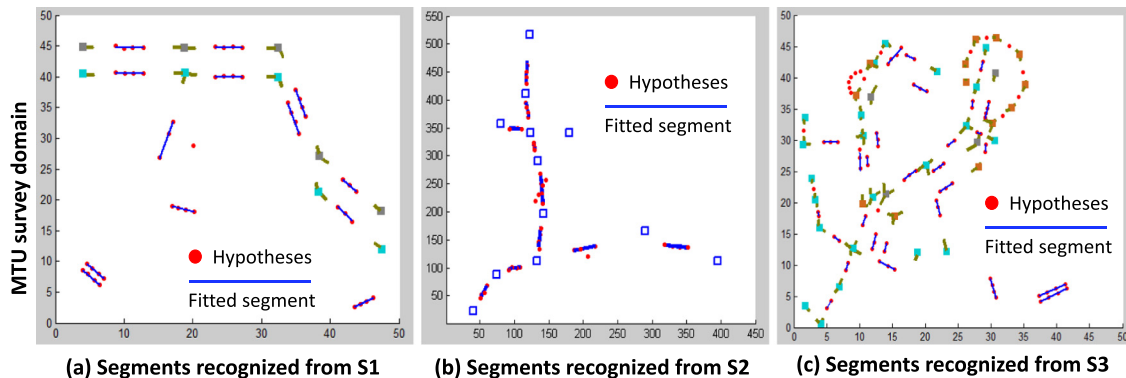 MTU survey domain
50
45
40
35
30
25
20
15
10
5
0
0 10 20 30 40 50
Hypotheses
Fitted segment
(a) Segments recognized from S1
550
500
450
400
350
300
250
200
150
100
50
0
50 100 150 200 250 300 350 400 450
Hypotheses
Fitted segment
(b) Segments recognized from S2
50
45
40
35
30
25
20
15
10
5
0
0 5 10 15 20 25 30 35 40 45 50
Hypotheses
Fitted segment
(c) Segments recognized from S3